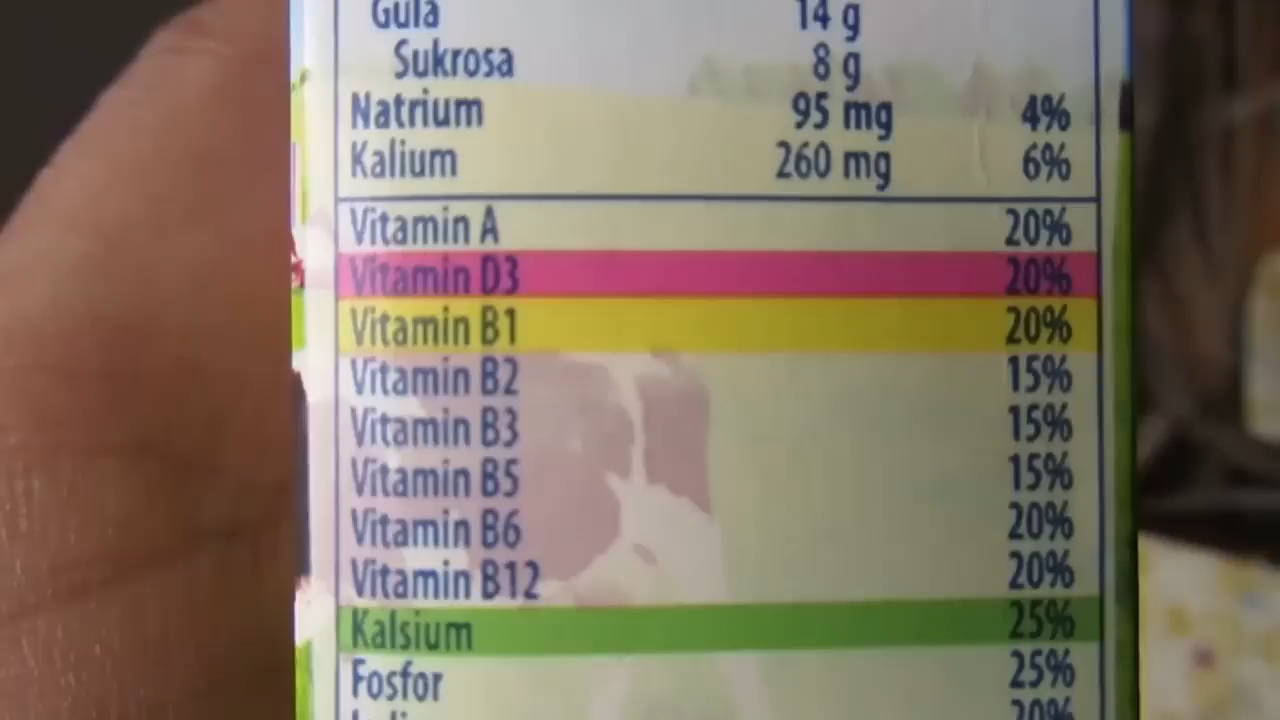 Gula 14 g
Sukrosa 8 g
Natrium 95 mg 4%
Kalium 260 mg 6%
Vitamin A 20%
Vitamin D3 20%
Vitamin B1 20%
Vitamin B2 15%
Vitamin B3 15%
Vitamin B5 15%
Vitamin B6 20%
Vitamin B12 20%
Kalsium 25%
Fosfor 25%
20%